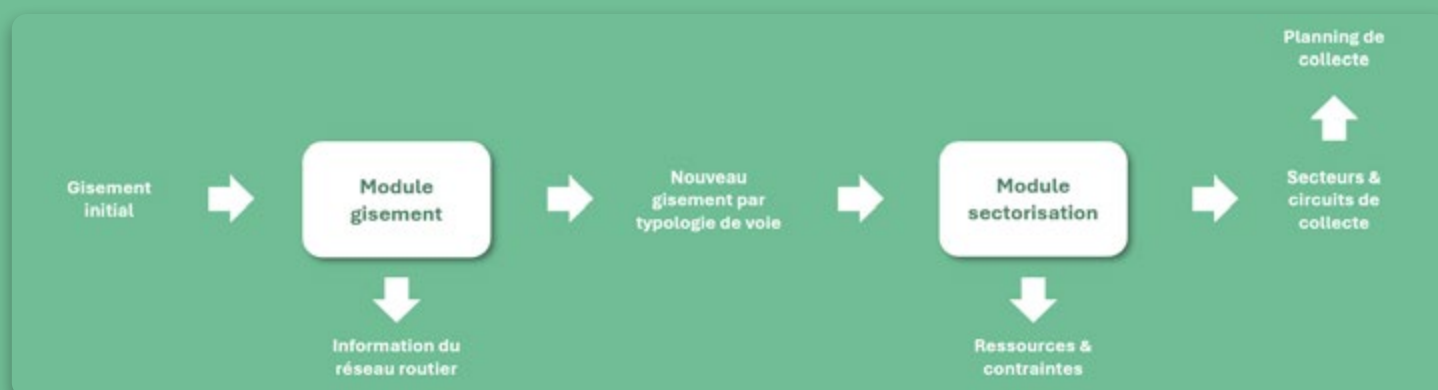 Planning de
collecte
Gisement
initial
Module
gisement
Nouveau
gisement par
typologie de voie
Module
sectorisation
Secteurs &
circuits de
collecte
Information du
réseau routier
Ressources &
contraintes